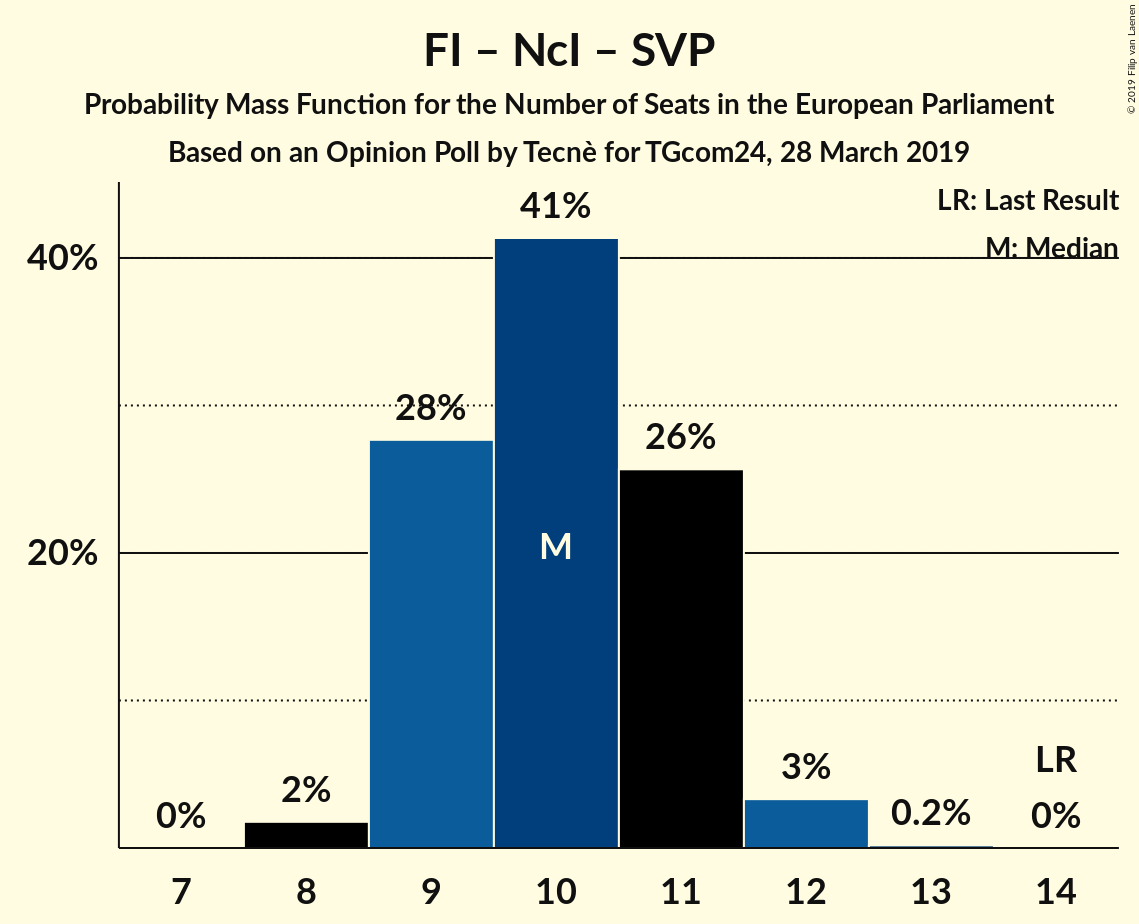 FI – NcI – SVP
Probability Mass Function for the Number of Seats in the European Parliament
Based on an Opinion Poll by Tecnè for TGcom24, 28 March 2019
© 2019 Filip van Laenen
LR: Last Result
M: Median
40%
20%
0%
2%
28%
41%
M
26%
3%
0.2%
LR
0%
7 8 9 10 11 12 13 14